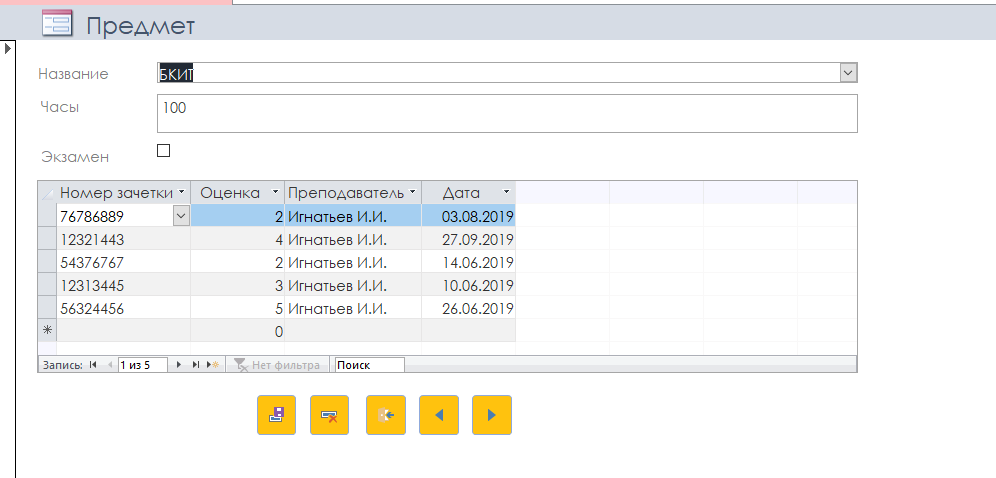 Предмет
Название БКИТ
Часы 100
Экзамен
Номер зачетки Оценка Преподаватель Дата
76786889 2 Игнатьев И.И. 03.08.2019
12321443 4 Игнатьев И.И. 27.09.2019
54376767 2 Игнатьев И.И. 14.06.2019
12313445 3 Игнатьев И.И. 10.06.2019
56324456 5 Игнатьев И.И. 26.06.2019
0
Запись: 1 из 5 Нет фильтра Поиск